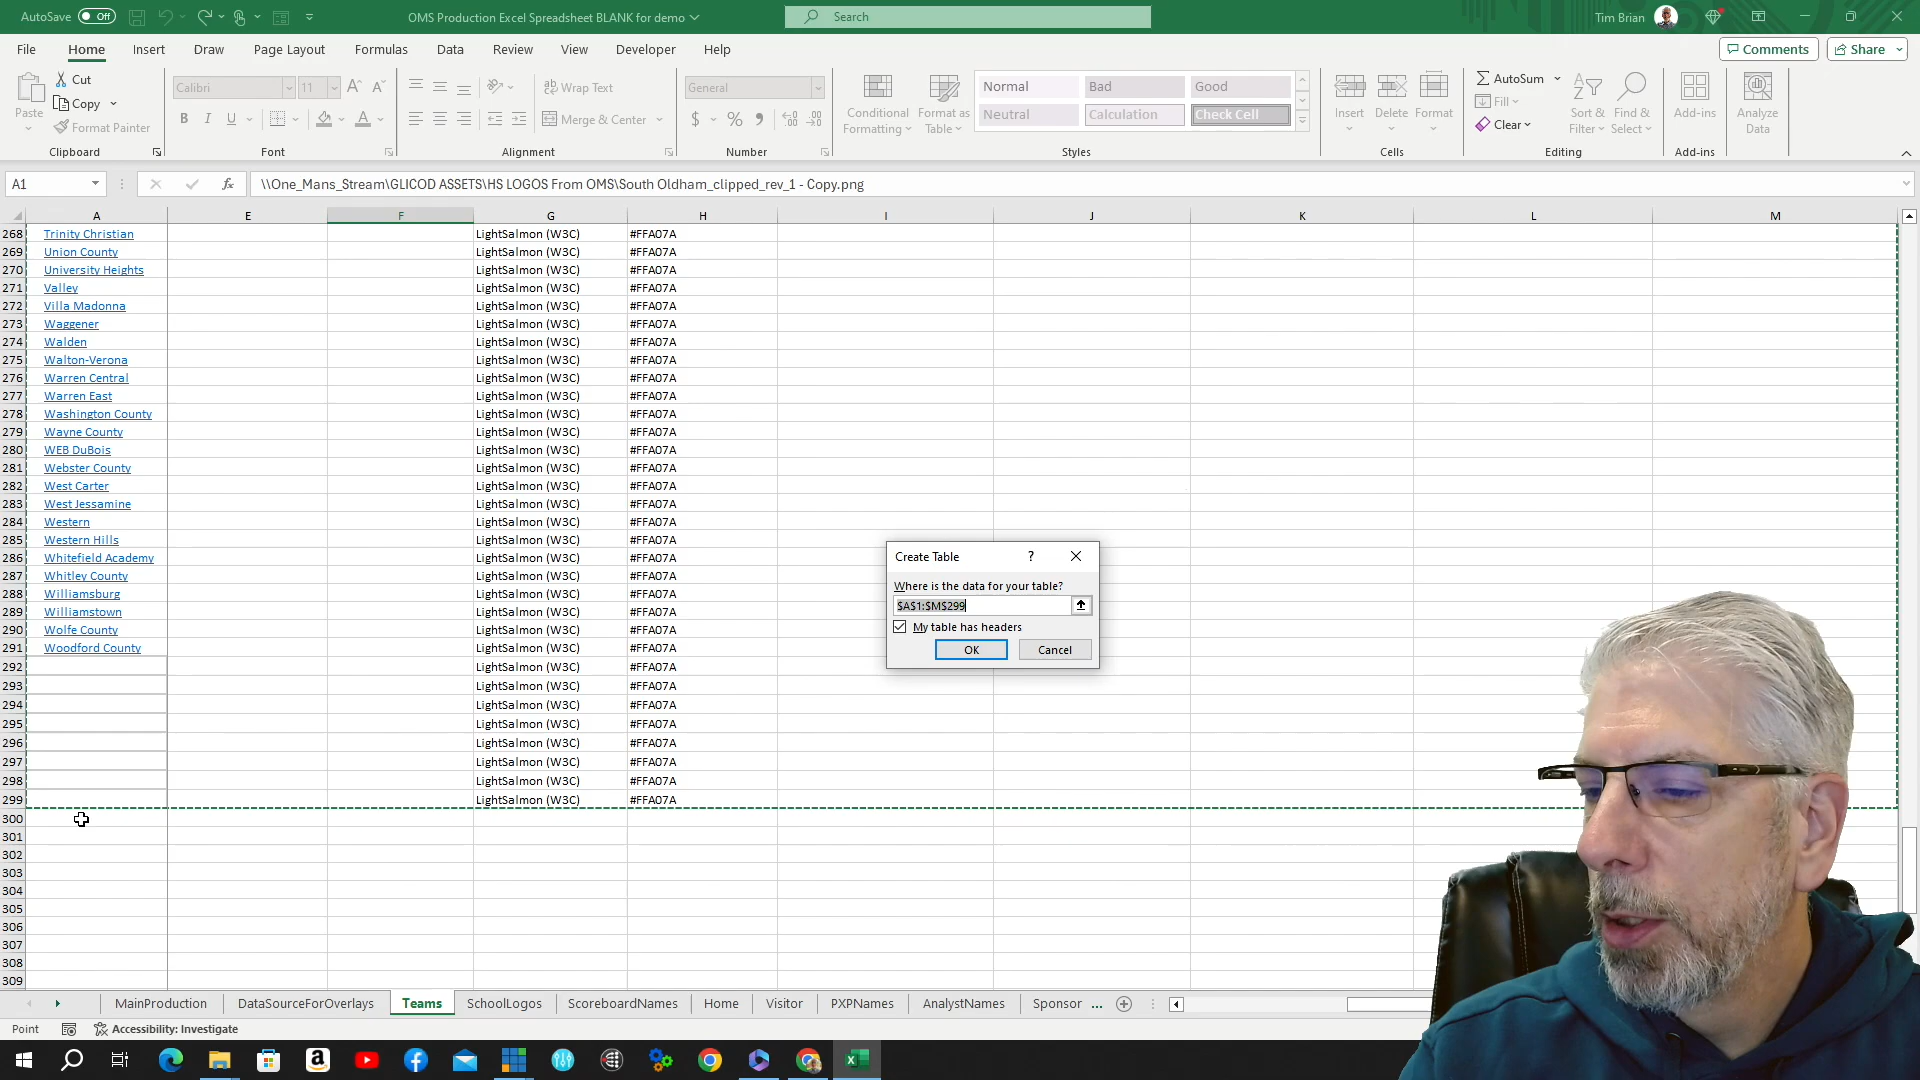 AutoSave Off
OMS Production Excel Spreadsheet BLANK for demo
Search
Tim Brian
File Home Insert Draw Page Layout Formulas Data Review View Developer Help
Comments Share
Paste
Cut
Copy
Format Painter
Clipboard
Calibri 11
B I U
Font
Wrap Text
Merge & Center
Alignment
General
$ %
Number
Conditional Formatting
Format as Table
Normal Bad Good
Neutral Calculation Check Cell
Styles
Insert Delete Format
Cells
AutoSum
Fill
Clear
Sort & Filter
Find & Select
Editing
Add-ins
Add-ins
Analyze Data
A1
fx
\\One_Mans_Stream\GLICOD ASSETS\HS LOGOS From OMS\South Oldham_clipped_rev_1 - Copy.png
A E F G H I J K L M
268 Trinity Christian LightSalmon (W3C) #FFA07A
269 Union County LightSalmon (W3C) #FFA07A
270 University Heights LightSalmon (W3C) #FFA07A
271 Valley LightSalmon (W3C) #FFA07A
272 Villa Madonna LightSalmon (W3C) #FFA07A
273 Waggener LightSalmon (W3C) #FFA07A
274 Walden LightSalmon (W3C) #FFA07A
275 Walton-Verona LightSalmon (W3C) #FFA07A
276 Warren Central LightSalmon (W3C) #FFA07A
277 Warren East LightSalmon (W3C) #FFA07A
278 Washington County LightSalmon (W3C) #FFA07A
279 Wayne County LightSalmon (W3C) #FFA07A
280 WEB DuBois LightSalmon (W3C) #FFA07A
281 Webster County LightSalmon (W3C) #FFA07A
282 West Carter LightSalmon (W3C) #FFA07A
283 West Jessamine LightSalmon (W3C) #FFA07A
284 Western LightSalmon (W3C) #FFA07A
285 Western Hills LightSalmon (W3C) #FFA07A
286 Whitefield Academy LightSalmon (W3C) #FFA07A
287 Whitley County LightSalmon (W3C) #FFA07A
288 Williamsburg LightSalmon (W3C) #FFA07A
289 Williamstown LightSalmon (W3C) #FFA07A
290 Wolfe County LightSalmon (W3C) #FFA07A
291 Woodford County LightSalmon (W3C) #FFA07A
292 LightSalmon (W3C) #FFA07A
293 LightSalmon (W3C) #FFA07A
294 LightSalmon (W3C) #FFA07A
295 LightSalmon (W3C) #FFA07A
296 LightSalmon (W3C) #FFA07A
297 LightSalmon (W3C) #FFA07A
298 LightSalmon (W3C) #FFA07A
299 LightSalmon (W3C) #FFA07A
300
301
302
303
304
305
306
307
308
309
Create Table ?
Where is the data for your table?
$A$1:$M$299
My table has headers
OK Cancel
MainProduction DataSourceForOverlays Teams SchoolLogos ScoreboardNames Home Visitor PXPNames AnalystNames Sponsor ...
Point Accessibility: Investigate